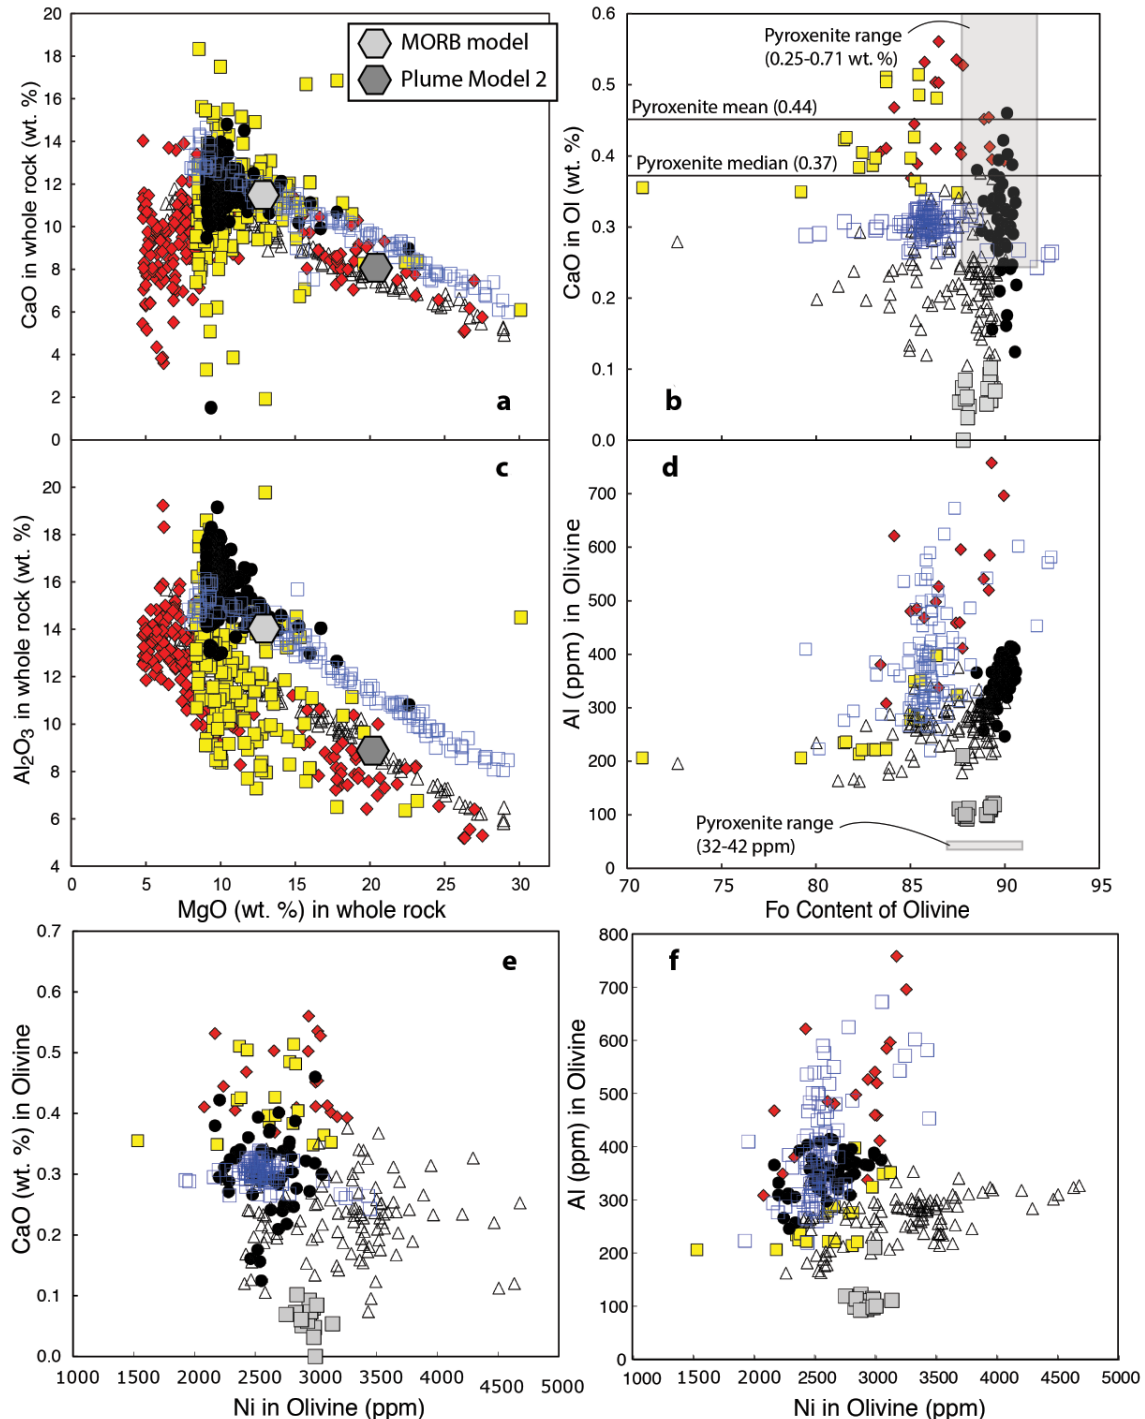 MORB model
Plume Model 2
20
18
16
14
12
10
8
6
4
2
0
CaO in whole rock (wt. %)
a
0.6
0.5
0.4
0.3
0.2
0.1
0.0
CaO in Ol (wt. %)
Pyroxenite range
(0.25-0.71 wt. %)
Pyroxenite mean (0.44)
Pyroxenite median (0.37)
b
20
18
16
14
12
10
8
6
4
Al2O3 in whole rock (wt. %)
c
0 5 10 15 20 25 30
MgO (wt. %) in whole rock
700
600
500
400
300
200
100
0
Al (ppm) in Olivine
d
Pyroxenite range
(32-42 ppm)
70 75 80 85 90 95
Fo Content of Olivine
0.7
0.6
0.5
0.4
0.3
0.2
0.1
0.0
CaO (wt. %) in Olivine
e
1000 1500 2000 2500 3000 3500 4000 4500 5000
Ni in Olivine (ppm)
800
700
600
500
400
300
200
100
0
Al (ppm) in Olivine
f
1000 1500 2000 2500 3000 3500 4000 4500 5000
Ni in Olivine (ppm)